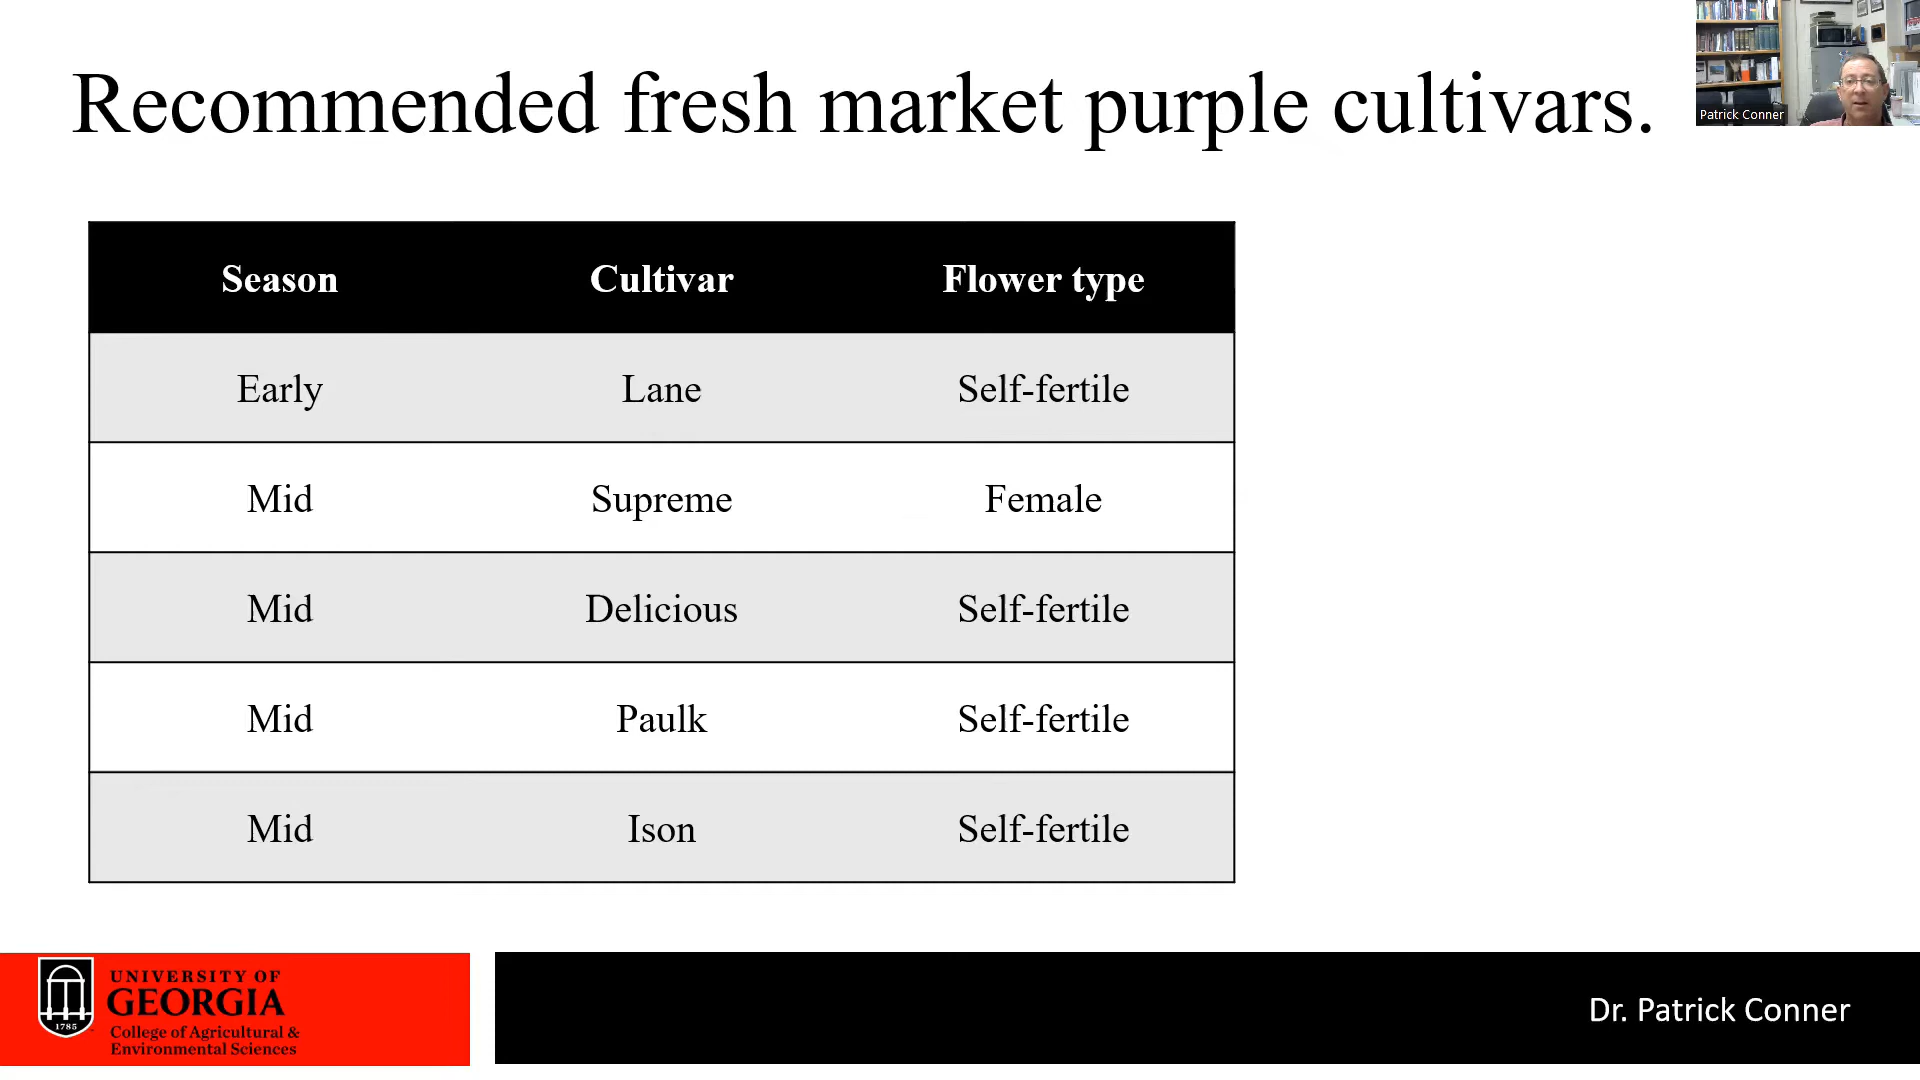 Recommended fresh market purple cultivars.
Patrick Conner
Season Cultivar Flower type
Early Lane Self-fertile
Mid Supreme Female
Mid Delicious Self-fertile
Mid Paulk Self-fertile
Mid Ison Self-fertile
1785
UNIVERSITY OF
GEORGIA
College of Agricultural &
Environmental Sciences
Dr. Patrick Conner